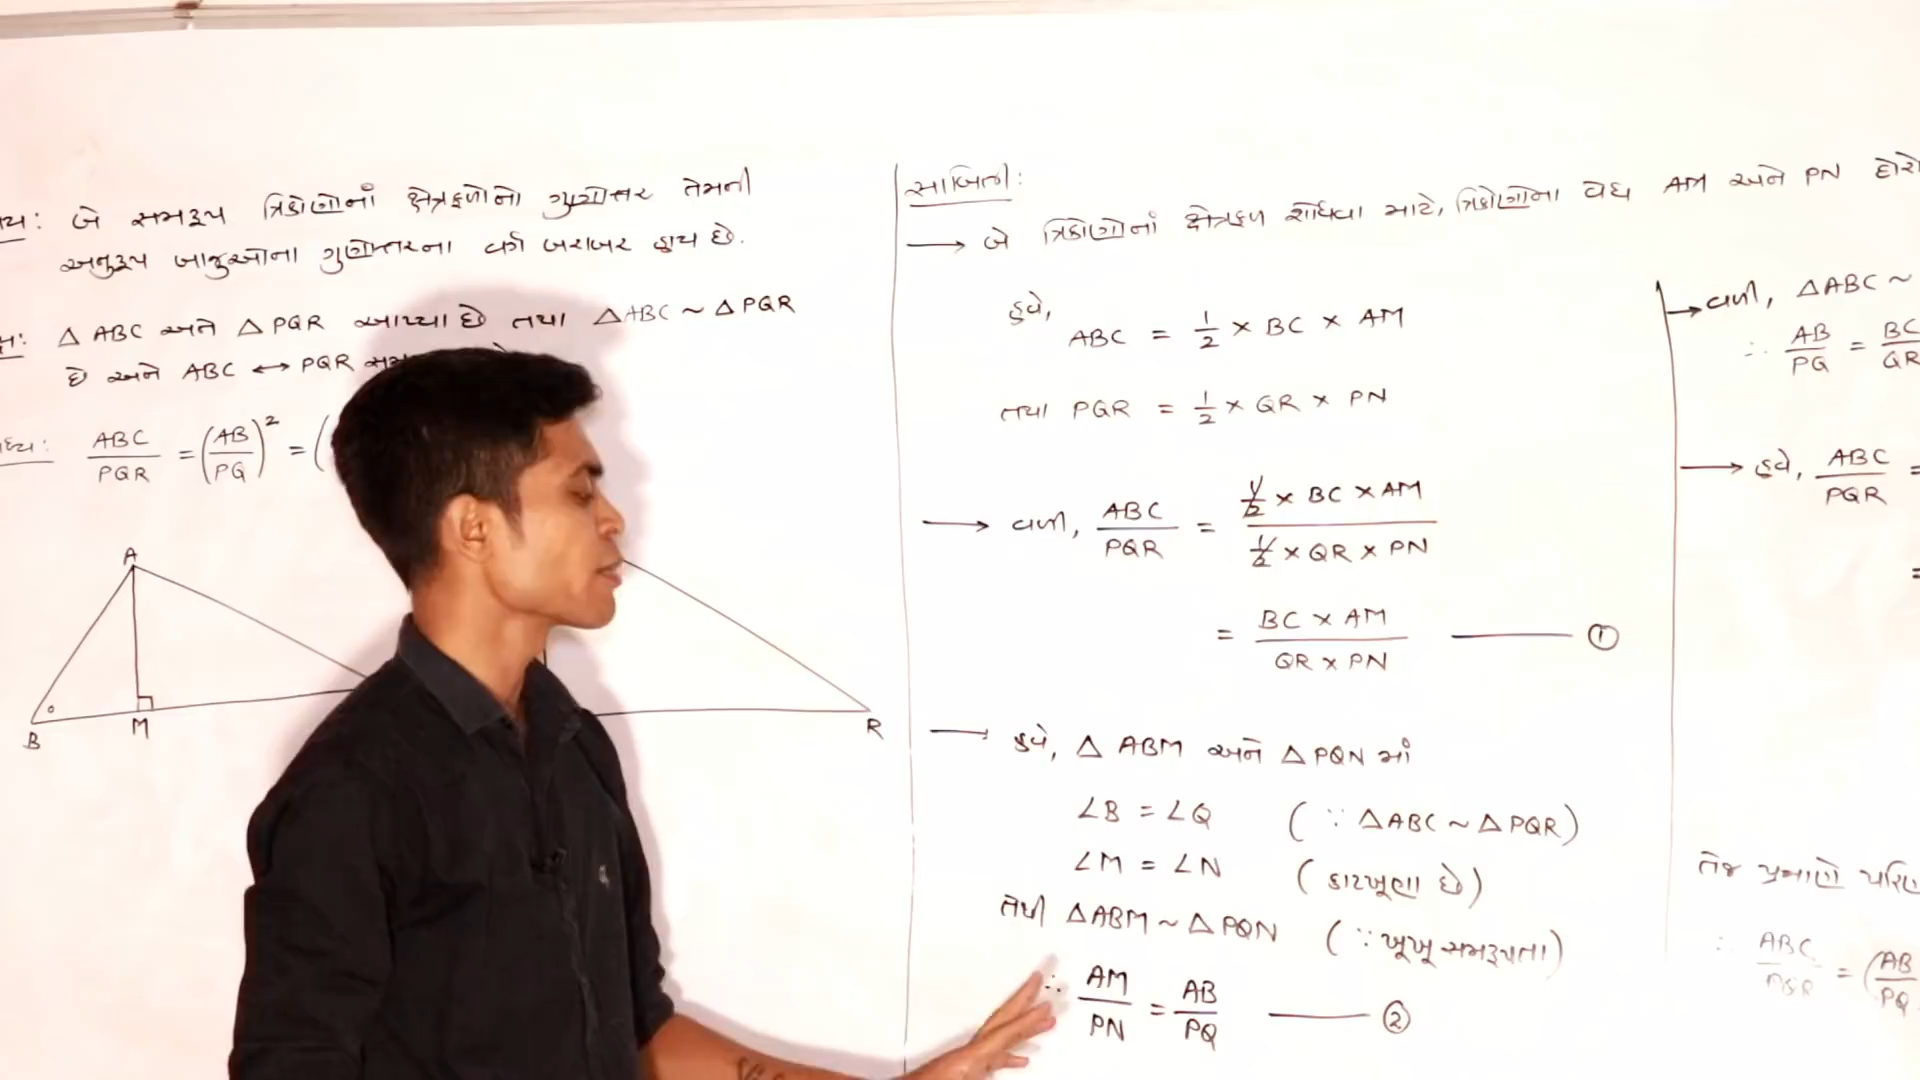 બે સમરૂપ ત્રિકોણોનાં ક્ષેત્રફળોનો ગુણોત્તર તેમની
અનુરૂપ બાજુઓના ગુણોત્તરના વર્ગ બરાબર હોય છે.
△ ABC અને △ PQR આપ્યા છે તથા △ABC ~ △PQR
છે અને ABC ↔ PQR
ABC/PQR = (AB/PQ)² = (
A
B
M
R
સાબિતી:
→ બે ત્રિકોણોનાં ક્ષેત્રફળ શોધવા માટે, ત્રિકોણોના વેધ AM અને PN દોરો
હવે,
ABC = 1/2 × BC × AM
તથા PQR = 1/2 × QR × PN
→ વળી, ABC/PQR = (1/2 × BC × AM)/(1/2 × QR × PN)
= (BC × AM)/(QR × PN) —— ①
→ હવે, △ ABM અને △ PQN માં
∠B = ∠Q (∵ △ABC ~ △PQR)
∠M = ∠N (કાટખૂણા છે)
તેથી △ABM ~ △PQN (∵ ખૂખૂ સમરૂપતા)
∴ AM/PN = AB/PQ —— ②
→ વળી, △ABC ~
∴ AB/PQ = BC/QR
→ હવે, ABC/PQR =
=
તેજ પ્રમાણે
∴ ABC/PQR = (AB/PQ